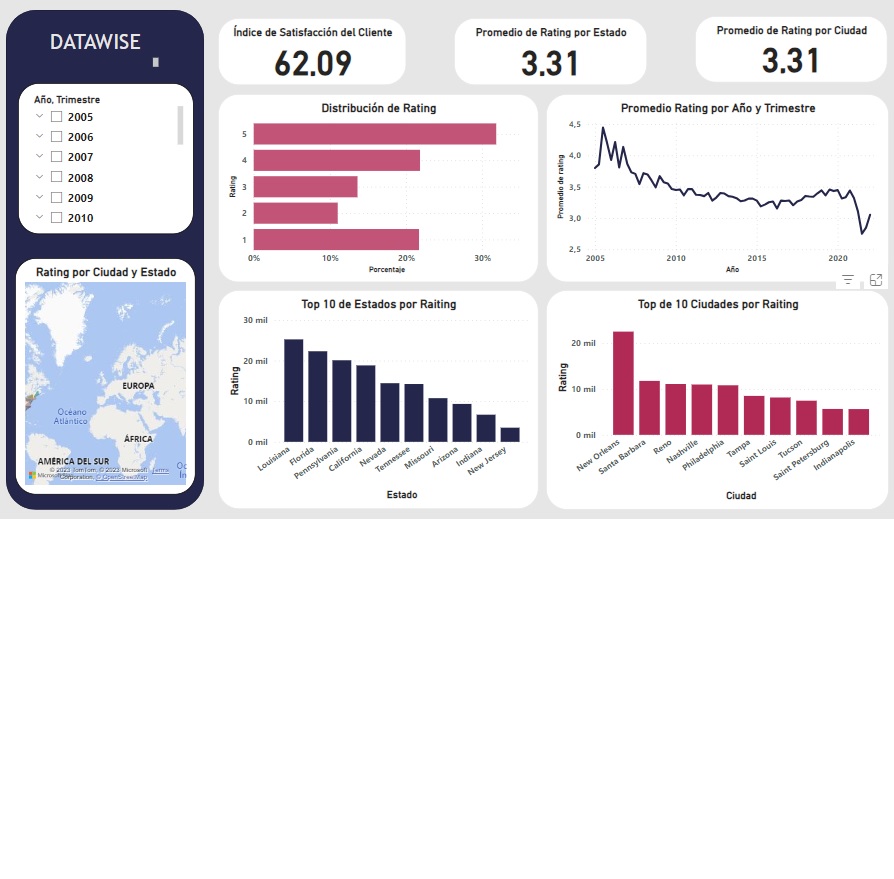 DATAWISE
Año, Trimestre
2005
2006
2007
2008
2009
2010
Rating por Ciudad y Estado
EUROPA
Océano
Atlántico
ÁFRICA
AMÉRICA DEL SUR
Oc
In
© 2023 TomTom, © 2023 Microsoft
Corporation, © OpenStreetMap
Terms
Índice de Satisfacción del Cliente
62.09
Promedio de Rating por Estado
3.31
Promedio de Rating por Ciudad
3.31
Distribución de Rating
Rating
5
4
3
2
1
0%
10%
20%
30%
Porcentaje
Promedio Rating por Año y Trimestre
Promedio de rating
4,5
4,0
3,5
3,0
2,5
2005
2010
2015
2020
Año
Top 10 de Estados por Raiting
Rating
30 mil
20 mil
10 mil
0 mil
Louisiana
Florida
Pennsylvania
California
Nevada
Tennessee
Missouri
Arizona
Indiana
New Jersey
Estado
Top de 10 Ciudades por Raiting
Rating
20 mil
10 mil
0 mil
New Orleans
Santa Barbara
Reno
Nashville
Philadelphia
Tampa
Saint Louis
Tucson
Saint Petersburg
Indianapolis
Ciudad